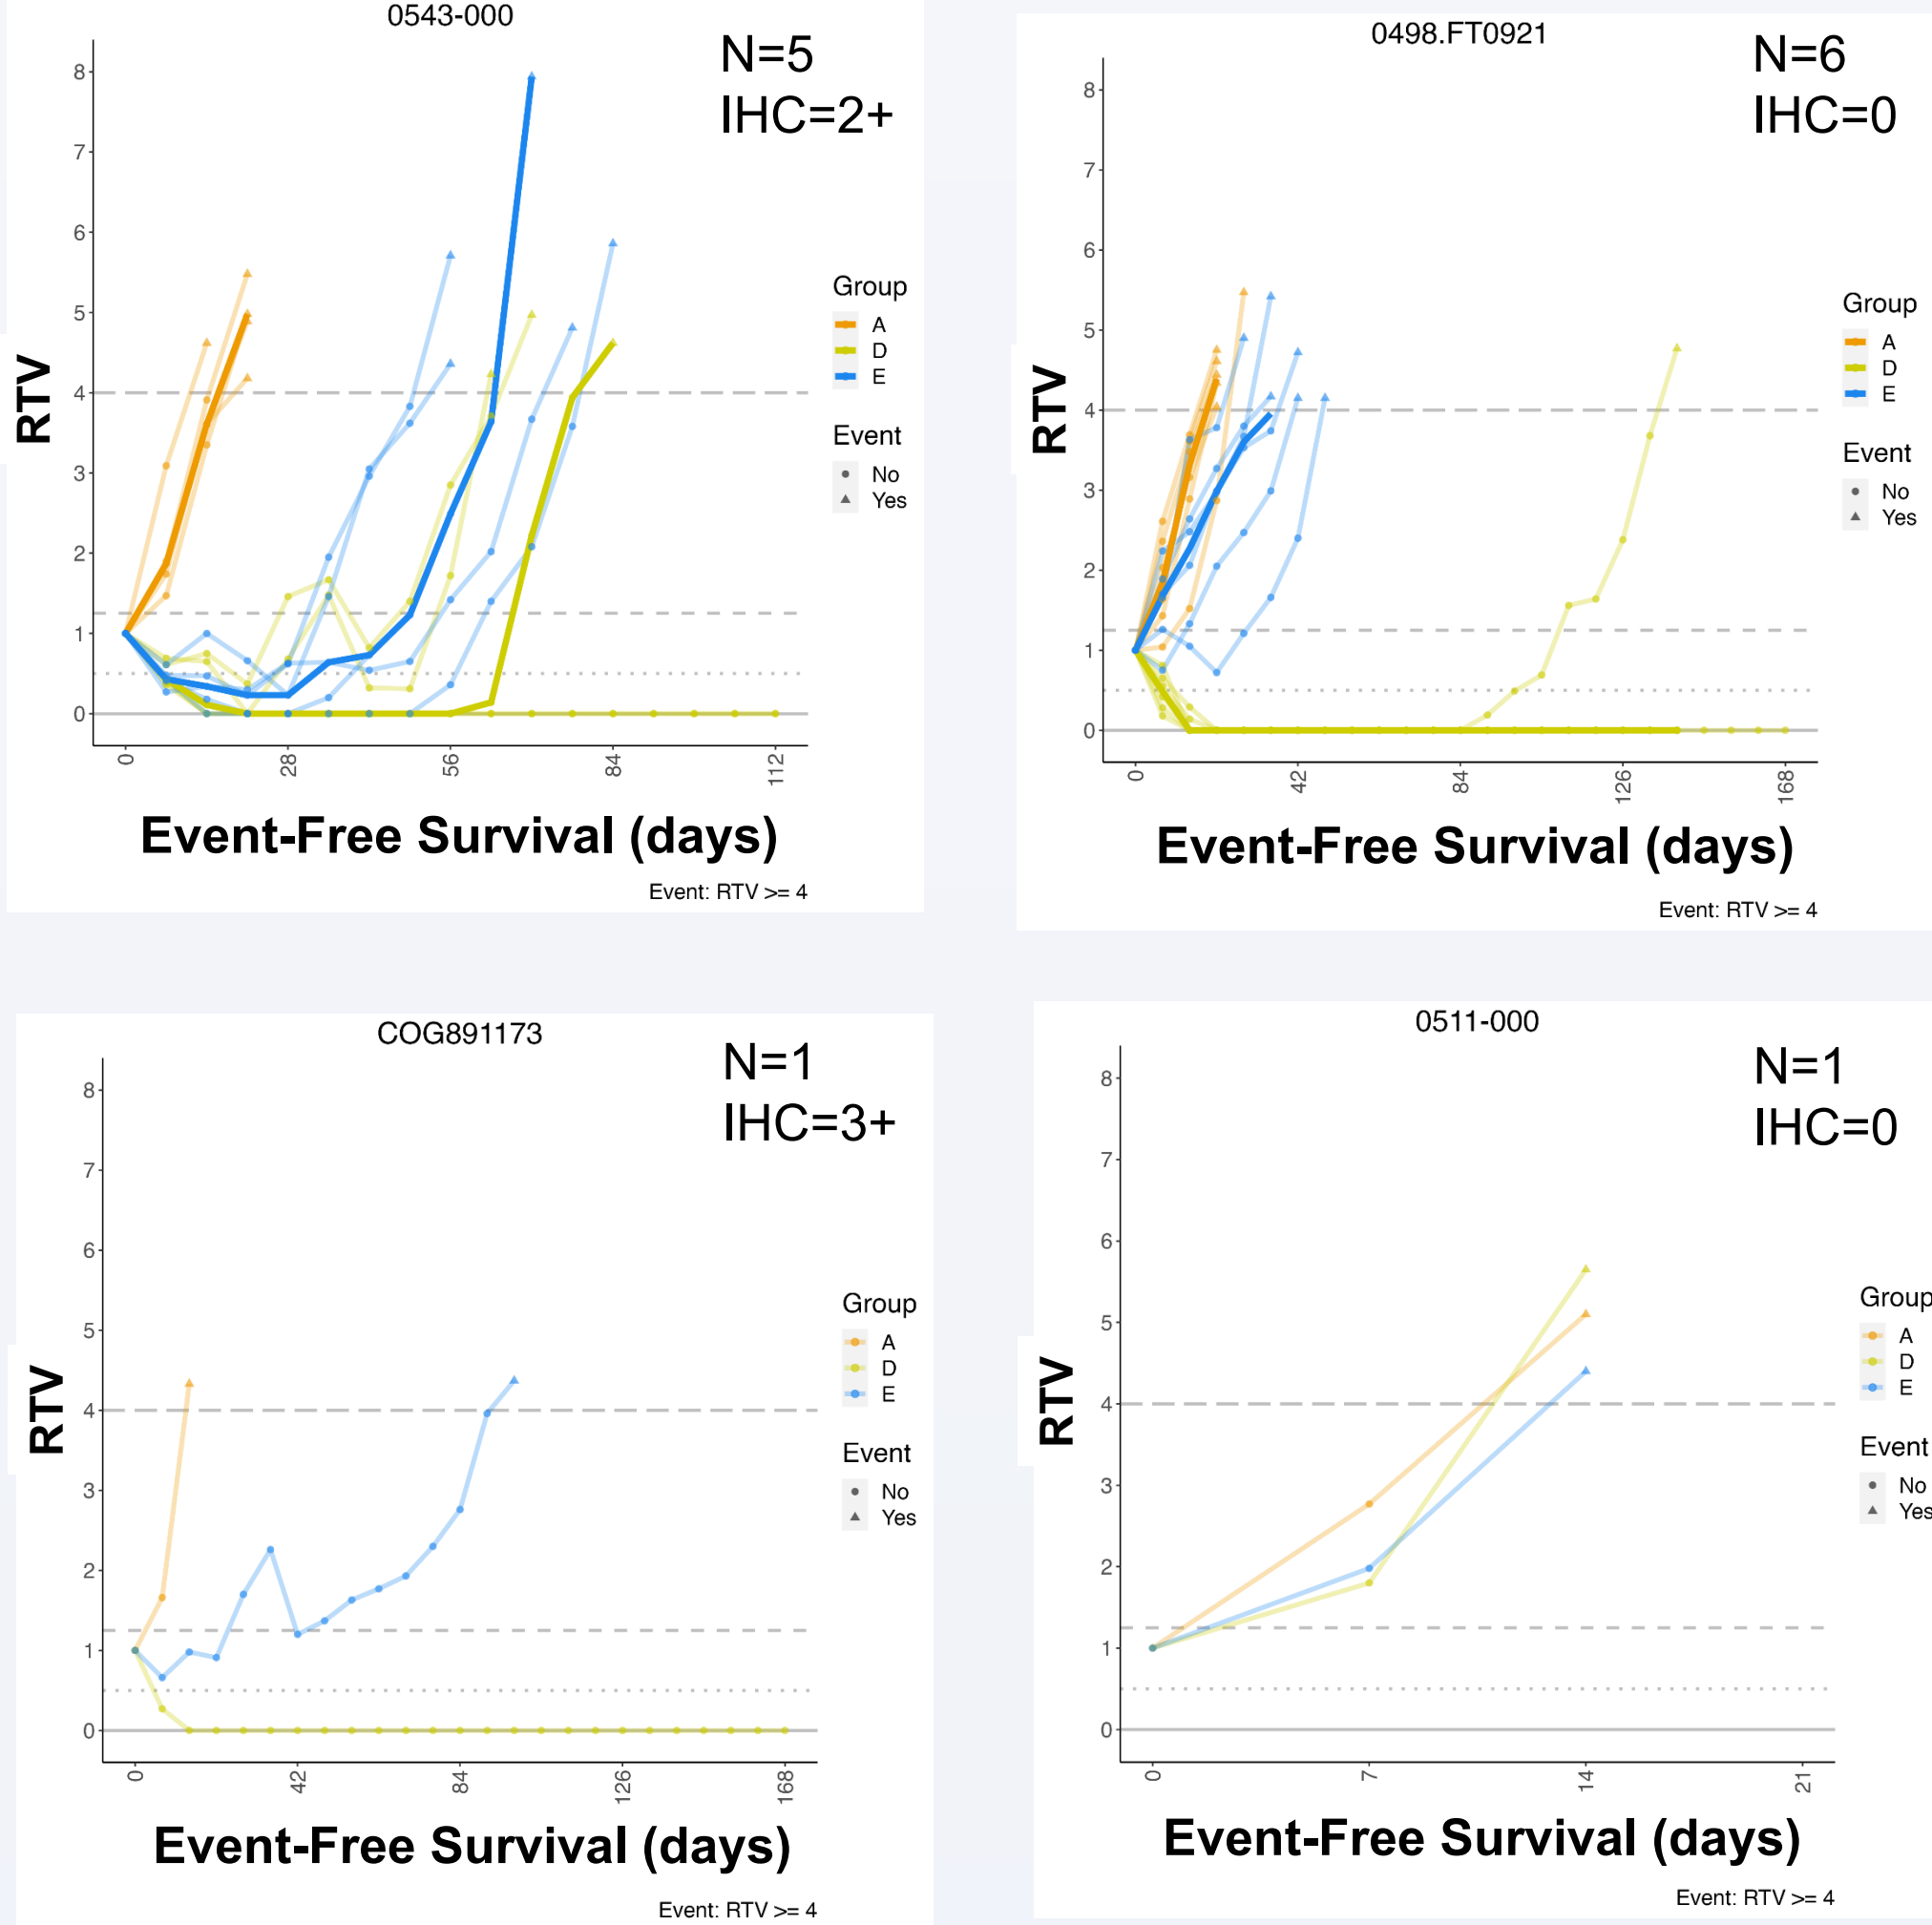 0543-000
N=5
IHC=2+
RTV
8
7
6
5
4
3
2
1
0
0
28
56
84
112
Group
A
D
E
Event
No
Yes
Event-Free Survival (days)
Event: RTV >= 4
0498.FT0921
N=6
IHC=0
RTV
8
7
6
5
4
3
2
1
0
0
42
84
126
168
Group
A
D
E
Event
No
Yes
Event-Free Survival (days)
Event: RTV >= 4
COG891173
N=1
IHC=3+
RTV
8
7
6
5
4
3
2
1
0
0
42
84
126
168
Group
A
D
E
Event
No
Yes
Event-Free Survival (days)
Event: RTV >= 4
0511-000
N=1
IHC=0
RTV
8
7
6
5
4
3
2
1
0
0
7
14
21
Group
A
D
E
Event
No
Yes
Event-Free Survival (days)
Event: RTV >= 4